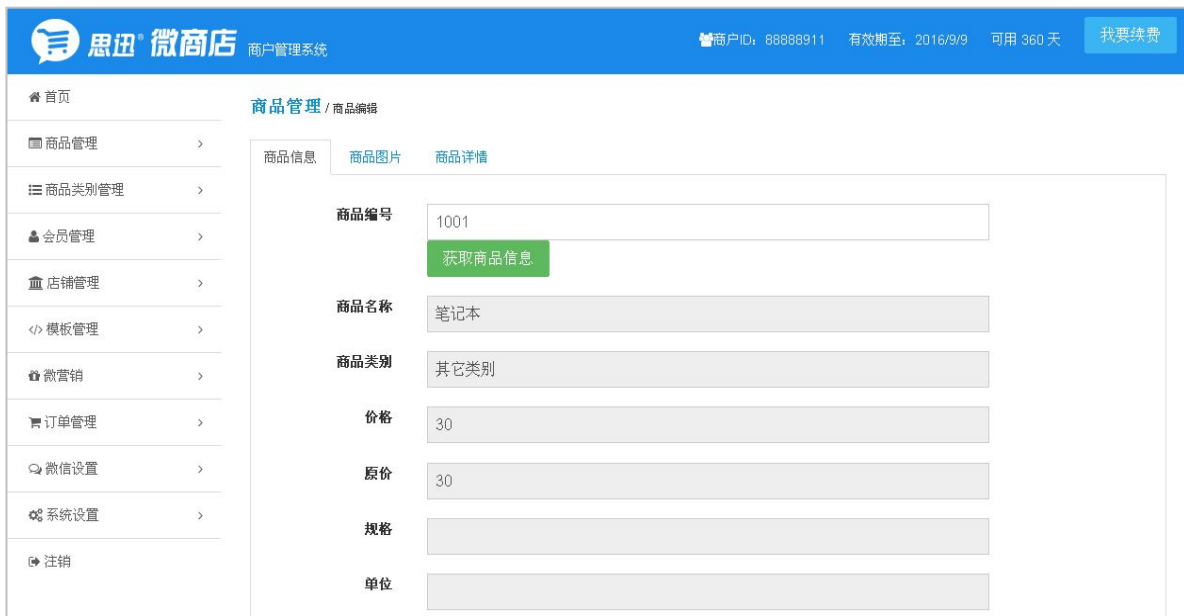 思迅® 微商店 商户管理系统 商户ID：88888911 有效期至：2016/9/9 可用 360 天 我要续费
首页
商品管理
商品类别管理
会员管理
店铺管理
模板管理
微营销
订单管理
微信设置
系统设置
注销
商品管理 / 商品编辑
商品信息 商品图片 商品详情
商品编号 1001
获取商品信息
商品名称 笔记本
商品类别 其它类别
价格 30
原价 30
规格
单位